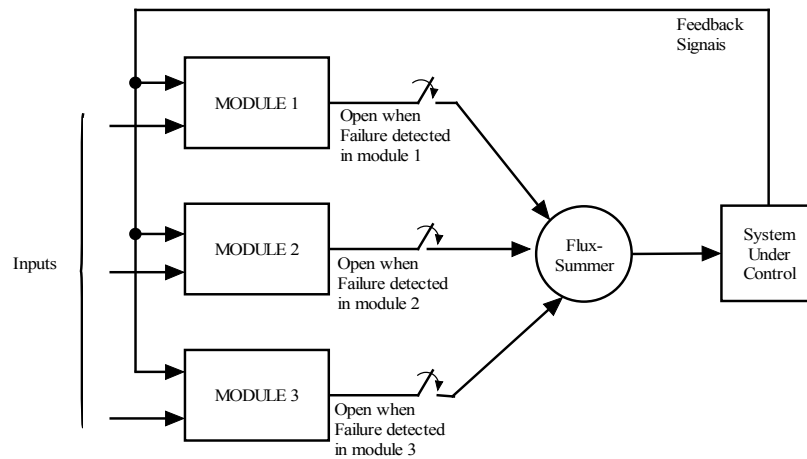 Feedback
Signais
MODULE 1
Open when
Failure detected
in module 1
Inputs
MODULE 2
Open when
Failure detected
in module 2
Flux-
Summer
System
Under
Control
MODULE 3
Open when
Failure detected
in module 3